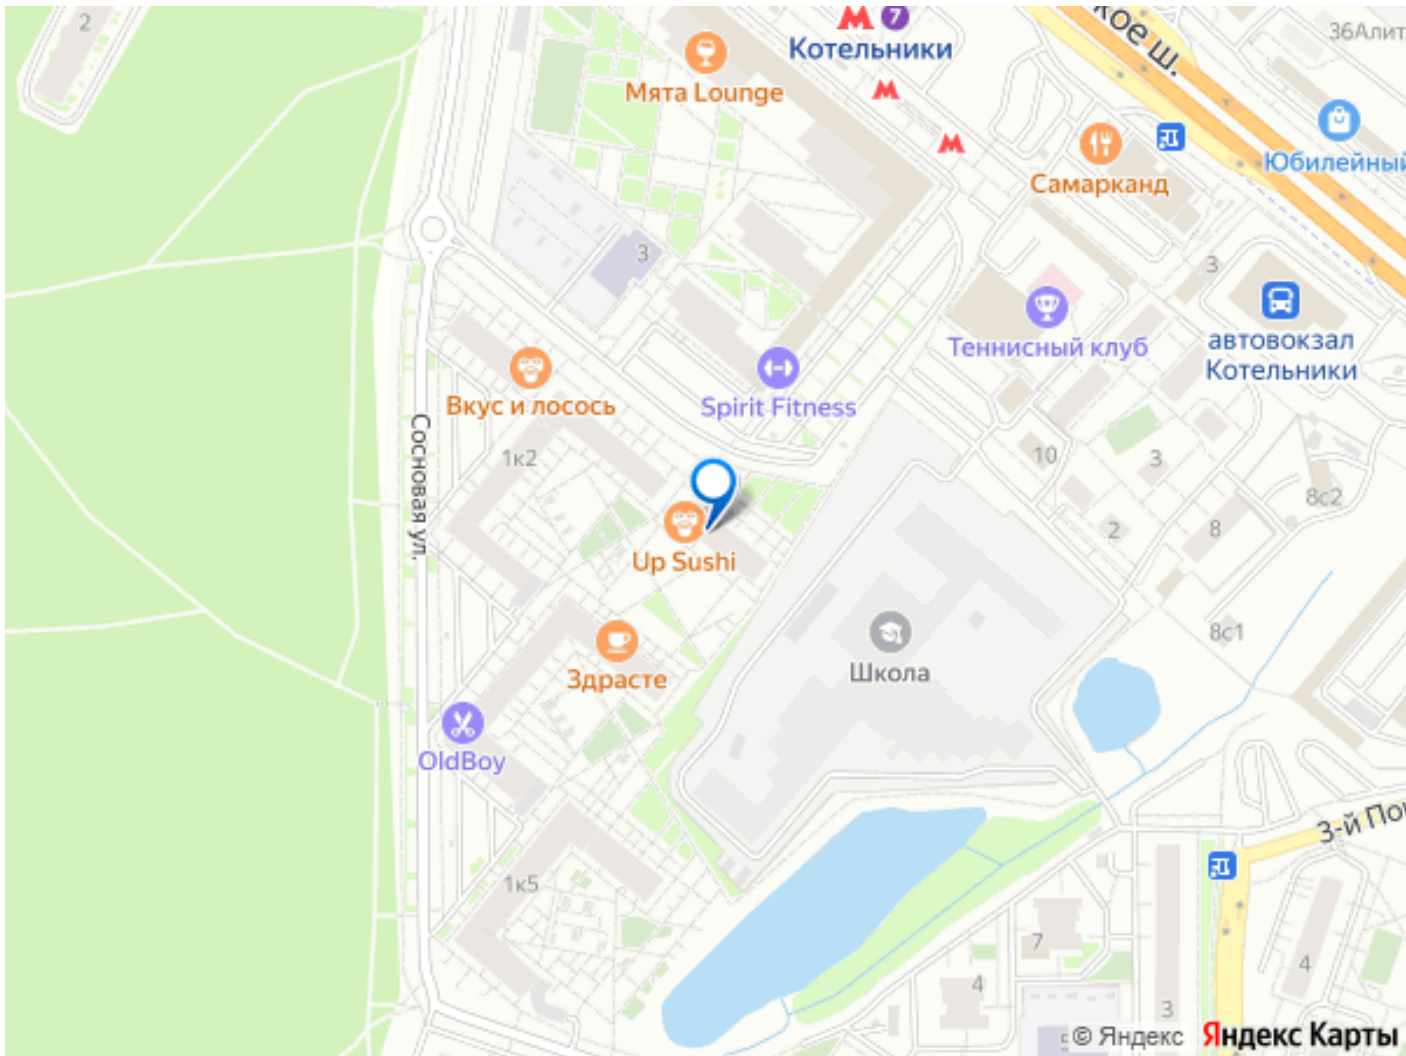 2
7
Котельники
кое ш.
36Алит
Мята Lounge
Самарканд
Юбилейный
3
3
автовокзал
Котельники
Теннисный клуб
Вкус и лосось
Spirit Fitness
Сосновая ул.
1к2
10
3
8с2
2
8
Up Sushi
8с1
Школа
Здрасте
OldBoy
3-й По
1к5
7
4
4
3
© Яндекс
Яндекс Карты